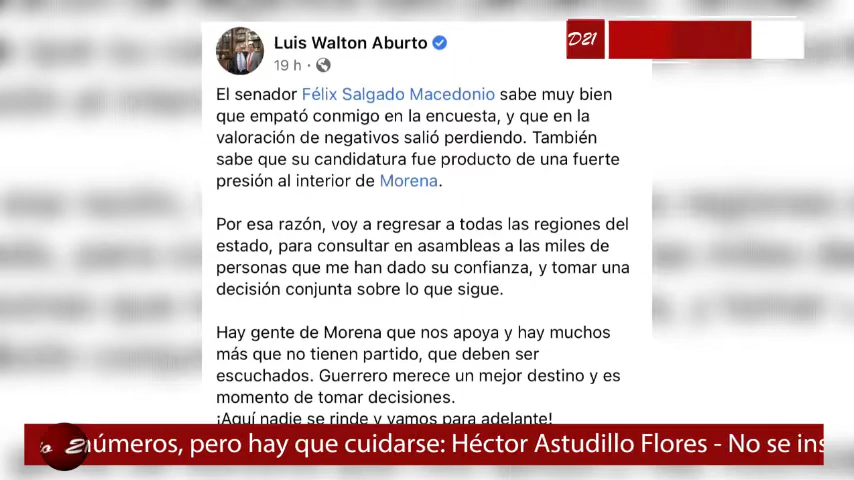 Luis Walton Aburto
19 h
D21
El senador Félix Salgado Macedonio sabe muy bien
que empató conmigo en la encuesta, y que en la
valoración de negativos salió perdiendo. También
sabe que su candidatura fue producto de una fuerte
presión al interior de Morena.
Por esa razón, voy a regresar a todas las regiones del
estado, para consultar en asambleas a las miles de
personas que me han dado su confianza, y tomar una
decisión conjunta sobre lo que sigue.
Hay gente de Morena que nos apoya y hay muchos
más que no tienen partido, que deben ser
escuchados. Guerrero merece un mejor destino y es
momento de tomar decisiones.
¡Aquí nadie se rinde y vamos para adelante!
números, pero hay que cuidarse: Héctor Astudillo Flores - No se ins